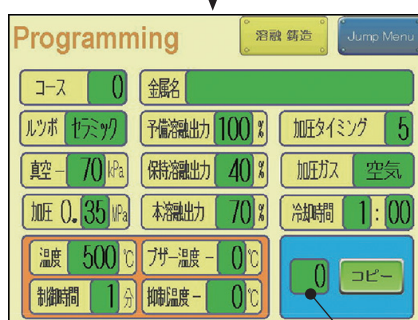 Programming 溶融 鋳造 Jump Menu
コース 0 金属名
ルツボ セラミック 予備溶融出力 100 % 加圧タイミング 5
真空 - 70 kPa 保持溶融出力 40 % 加圧ガス 空気
加圧 0.35 MPa 本溶融出力 70 % 冷却時間 1:00
温度 500 ℃ ブザー温度 - 0 ℃
制御時間 1 分 抑制温度 - 0 ℃
0 コピー